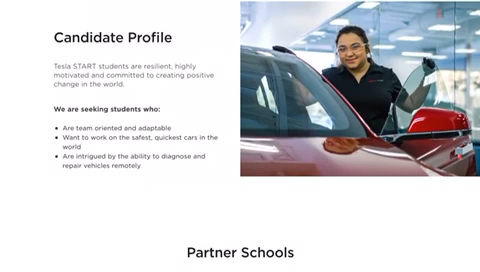 Candidate Profile
Tesla START students are resilient, highly
motivated and committed to creating positive
change in the world.
We are seeking students who:
Are team oriented and adaptable
Want to work on the safest, quickest cars in the
world
Are intrigued by the ability to diagnose and
repair vehicles remotely
Partner Schools